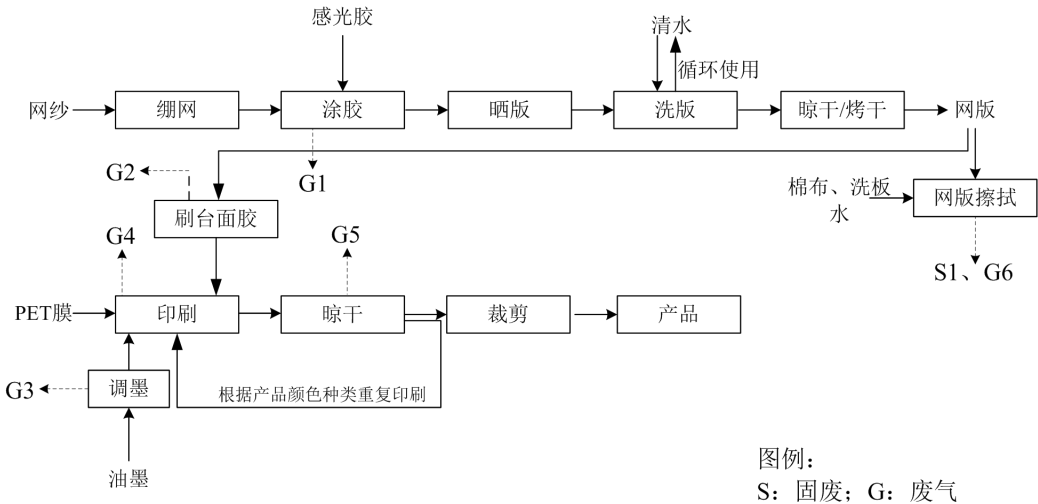 感光胶
清水
循环使用
网纱
绷网
涂胶
晒版
洗版
晾干/烤干
网版
G1
G2
刷台面胶
棉布、洗板
水
网版擦拭
S1、G6
G4
G5
PET膜
印刷
晾干
裁剪
产品
G3
调墨
根据产品颜色种类重复印刷
油墨
图例：
S：固废；G：废气